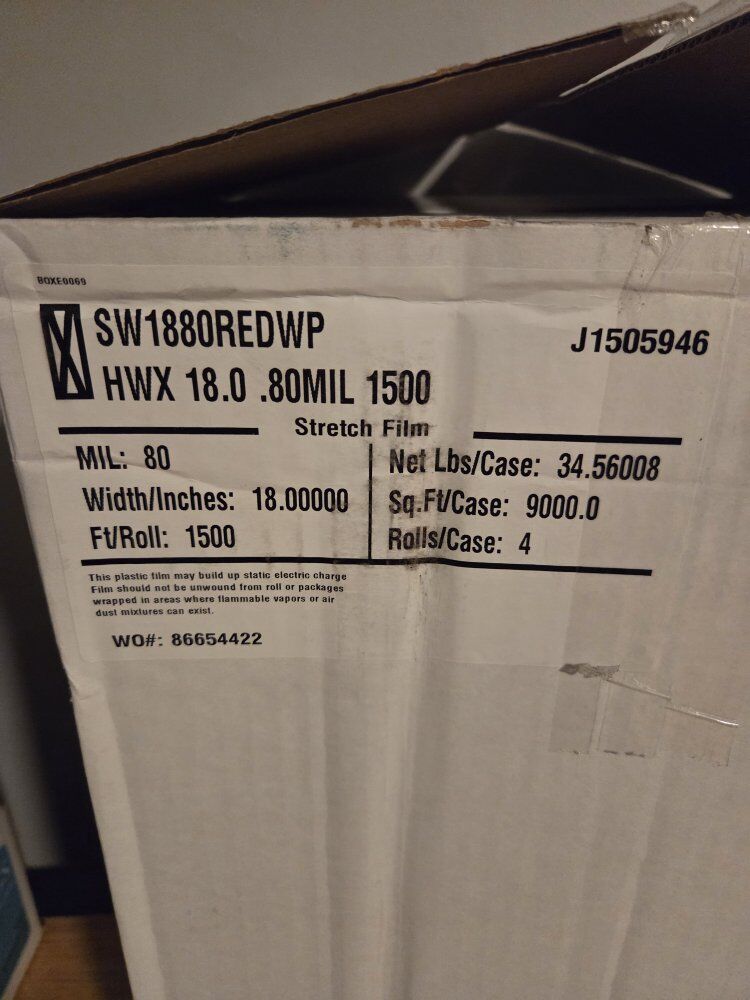 BOXE0069
SW1880REDWP
J1505946
HWX 18.0 .80MIL 1500
Stretch Film
MIL: 80
Net Lbs/Case: 34.56008
Width/Inches: 18.00000
Sq.Ft/Case: 9000.0
Ft/Roll: 1500
Rolls/Case: 4
This plastic film may build up static electric charge
Film should not be unwound from roll or packages
wrapped in areas where flammable vapors or air
dust mixtures can exist.
WO#: 86654422